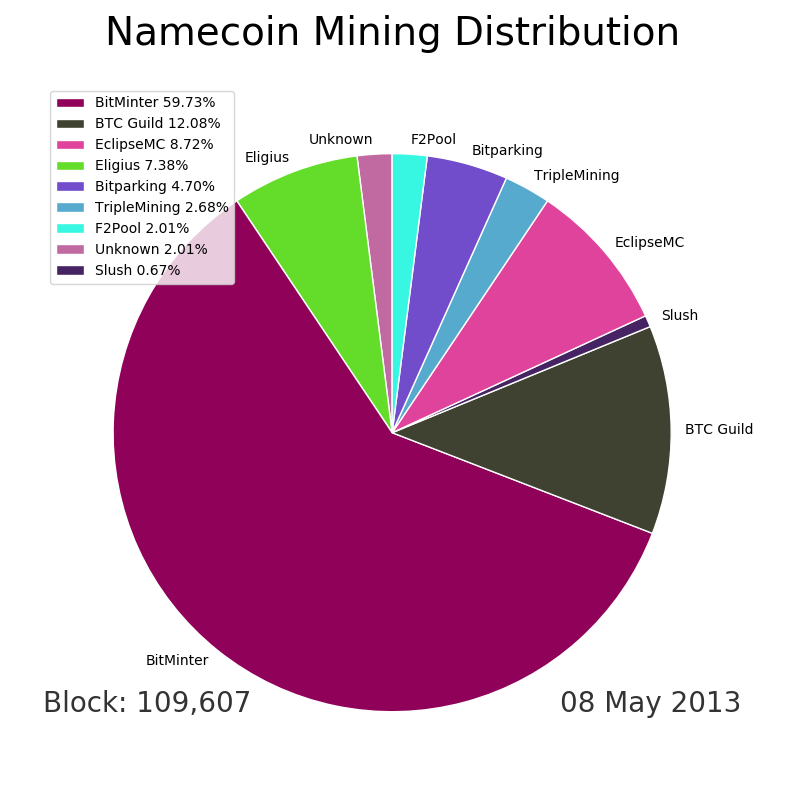 Namecoin Mining Distribution
BitMinter 59.73%
BTC Guild 12.08%
EclipseMC 8.72%
Eligius 7.38%
Bitparking 4.70%
TripleMining 2.68%
F2Pool 2.01%
Unknown 2.01%
Slush 0.67%
Unknown
F2Pool
Eligius
Bitparking
TripleMining
EclipseMC
Slush
BTC Guild
BitMinter
Block: 109,607
08 May 2013